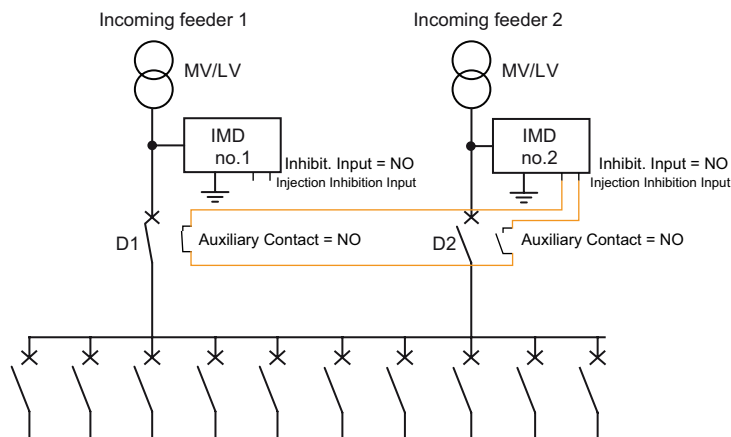 Incoming feeder 1
Incoming feeder 2
MV/LV
MV/LV
IMD
no.1
IMD
no.2
Inhibit. Input = NO
Injection Inhibition Input
Inhibit. Input = NO
Injection Inhibition Input
D1
Auxiliary Contact = NO
D2
Auxiliary Contact = NO